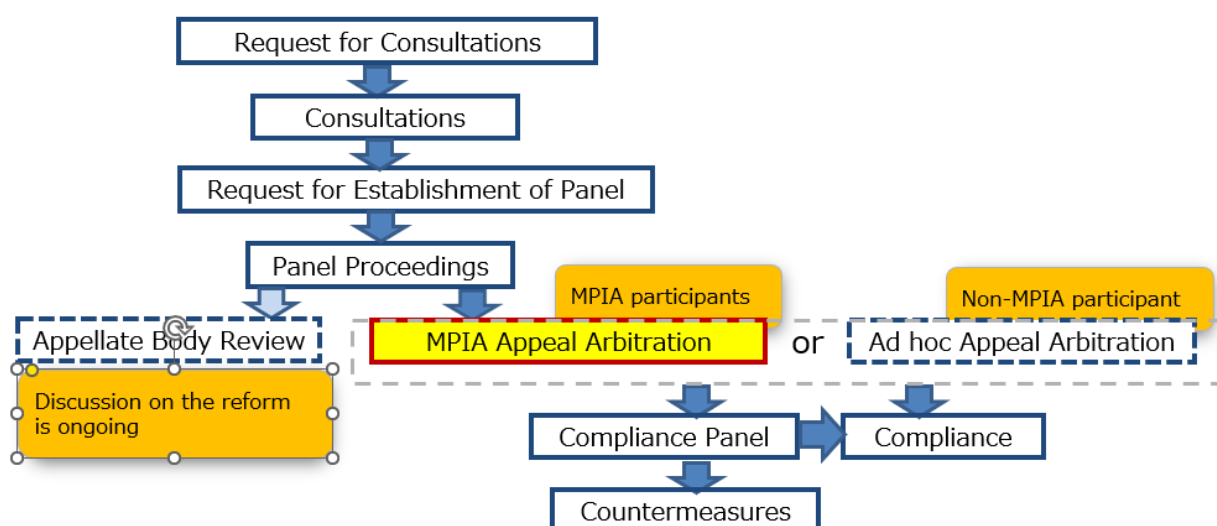 Request for Consultations
Consultations
Request for Establishment of Panel
Panel Proceedings
MPIA participants
Non-MPIA participant
Appellate Body Review
MPIA Appeal Arbitration
or
Ad hoc Appeal Arbitration
Discussion on the reform
is ongoing
Compliance Panel
Compliance
Countermeasures